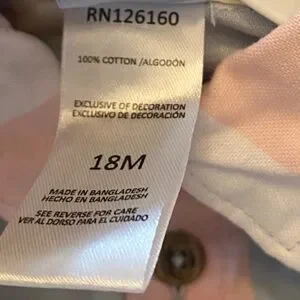 RN126160
100% COTTON /ALGODÓN
EXCLUSIVE OF DECORATION
EXCLUSIVO DE DECORACIÓN
18M
MADE IN BANGLADESH
HECHO EN BANGLADESH
SEE REVERSE FOR CARE
VER AL DORSO PARA EL CUIDADO